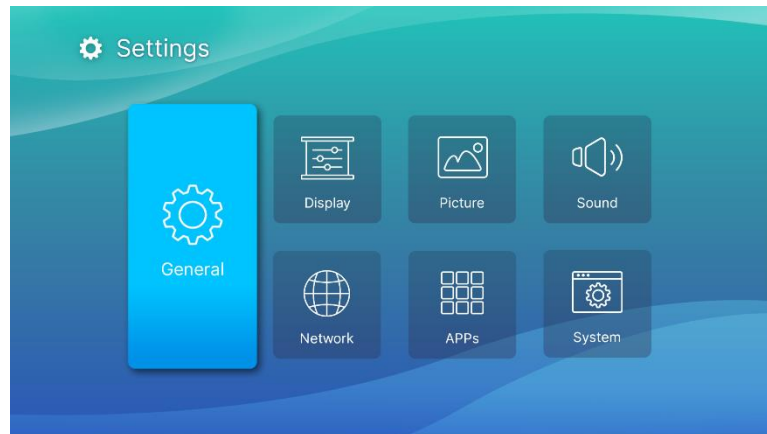 Settings
General
Display
Picture
Sound
Network
APPs
System